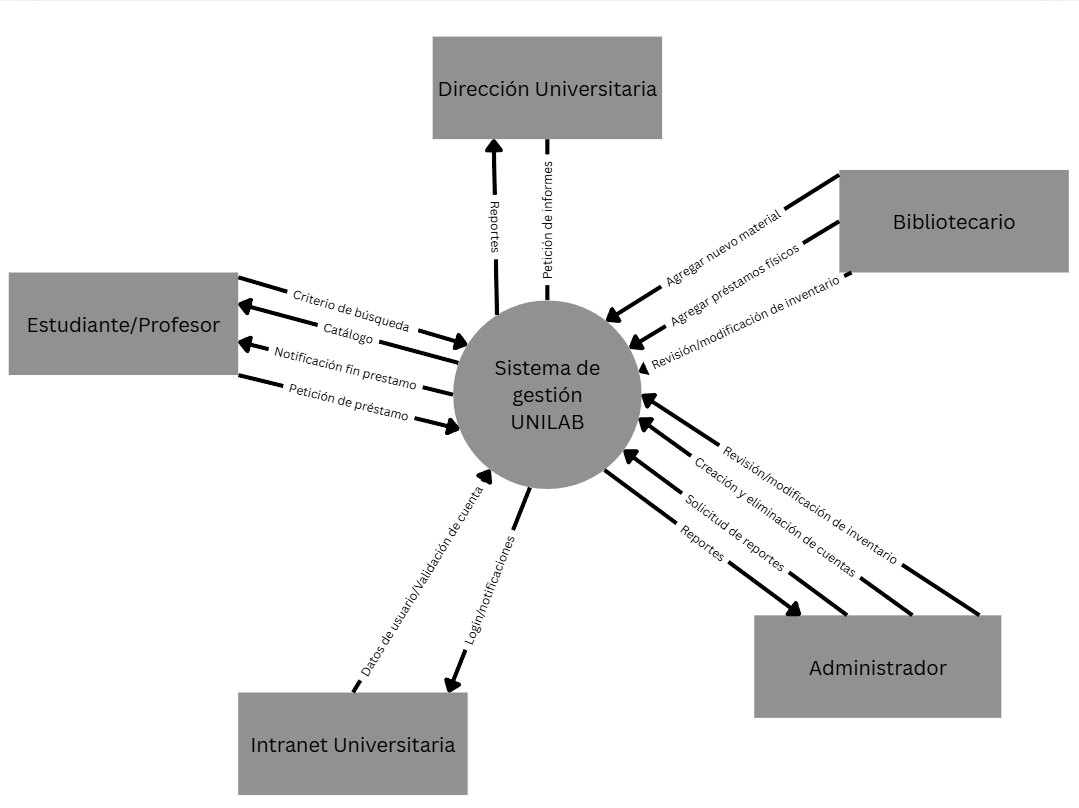 Dirección Universitaria
Reportes
Petición de informes
Bibliotecario
Agregar nuevo material
Agregar préstamos físicos
Revisión/modificación de inventario
Estudiante/Profesor
Criterio de búsqueda
Catálogo
Notificación fin prestamo
Petición de préstamo
Sistema de
gestión
UNILAB
Revisión/modificación de inventario
Creación y eliminación de cuentas
Solicitud de reportes
Reportes
Administrador
Datos de usuario/Validación de cuenta
Login/notificaciones
Intranet Universitaria